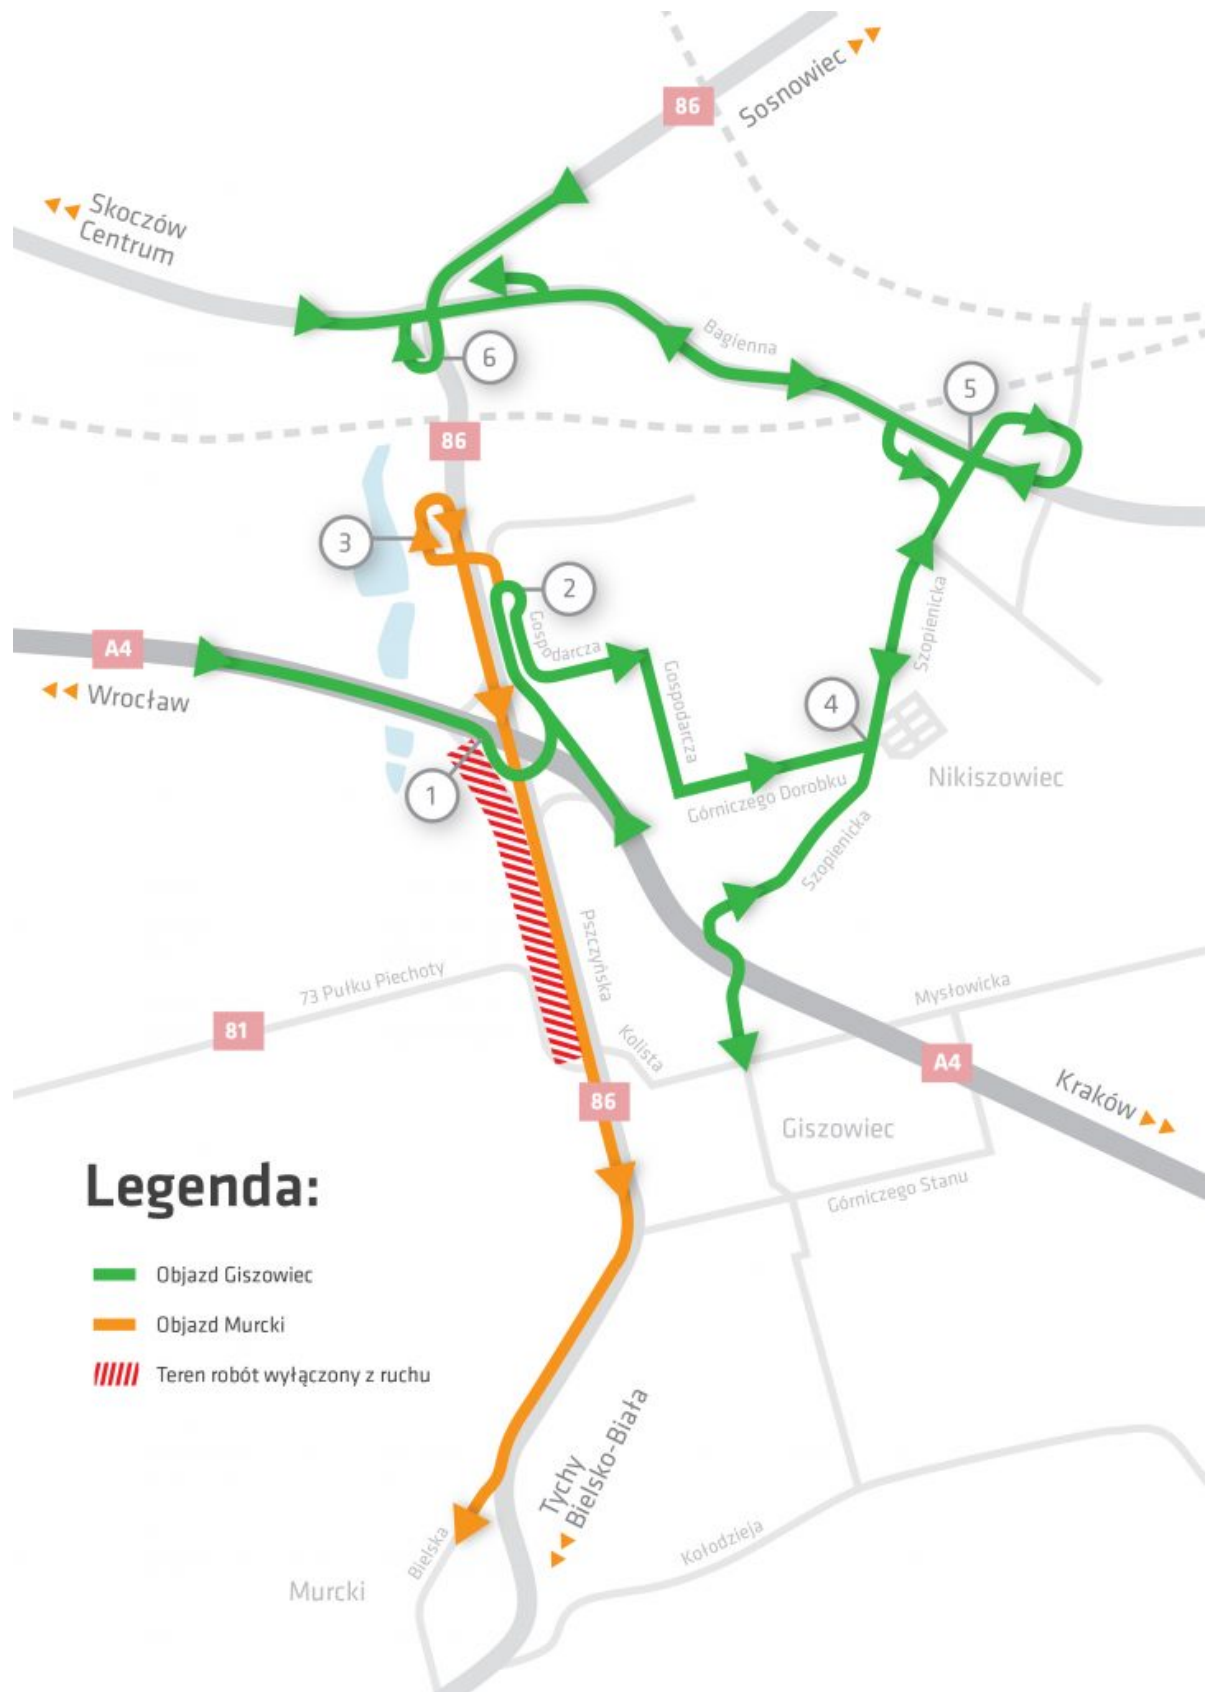 Sosnowiec
86
Skoczów
Centrum
Bagienna
6
5
86
3
2
Gospodarcza
Szopienicka
A4
Wrocław
Gospodarcza
4
1
Nikiszowiec
Górniczego Dorobku
Szopienicka
Pszczyńska
73 Pułku Piechoty
Mysłowicka
81
Kolista
A4
86
Kraków
Giszowiec
Górniczego Stanu
Legenda:
Objazd Giszowiec
Objazd Murcki
Teren robót wyłączony z ruchu
Tychy
Bielsko-Biała
Bielska
Kołodzieja
Murcki